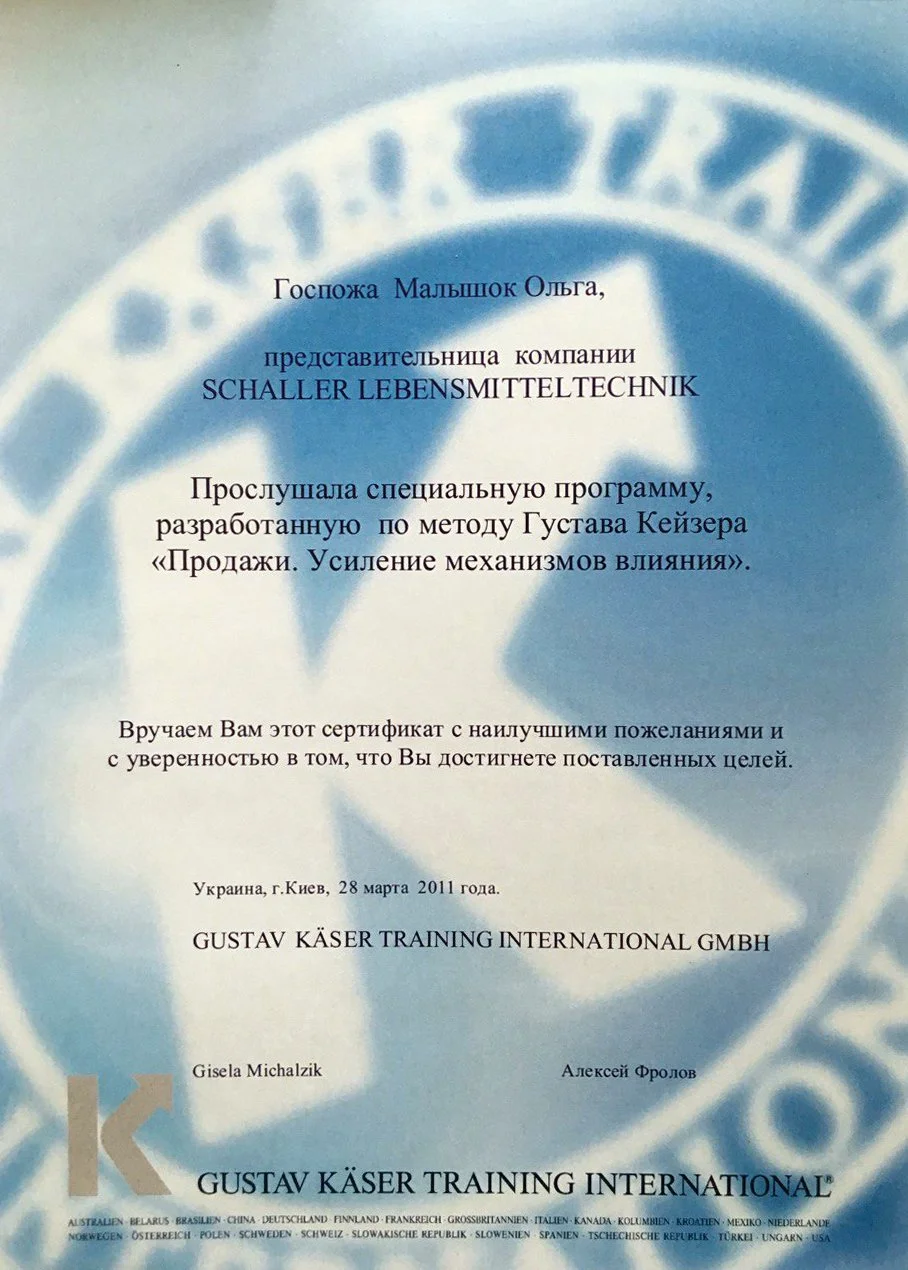 Госпожа Малышок Ольга,
представительница компании
SCHALLER LEBENSMITTELTECHNIK
Прослушала специальную программу,
разработанную по методу Густава Кейзера
«Продажи. Усиление механизмов влияния».
Вручаем Вам этот сертификат с наилучшими пожеланиями и
с уверенностью в том, что Вы достигнете поставленных целей.
Украина, г.Киев, 28 марта 2011 года.
GUSTAV KÄSER TRAINING INTERNATIONAL GMBH
Gisela Michalzik Алексей Фролов
GUSTAV KÄSER TRAINING INTERNATIONAL®
AUSTRALIEN · BELARUS · BRASILIEN · CHINA · DEUTSCHLAND · FINNLAND · FRANKREICH · GROSSBRITANNIEN · ITALIEN · KANADA · KOLUMBIEN · KROATIEN · MEXIKO · NIEDERLANDE
NORWEGEN · ÖSTERREICH · POLEN · SCHWEDEN · SCHWEIZ · SLOWAKISCHE REPUBLIK · SLOWENIEN · SPANIEN · TSCHECHISCHE REPUBLIK · TÜRKEI · UNGARN · USA